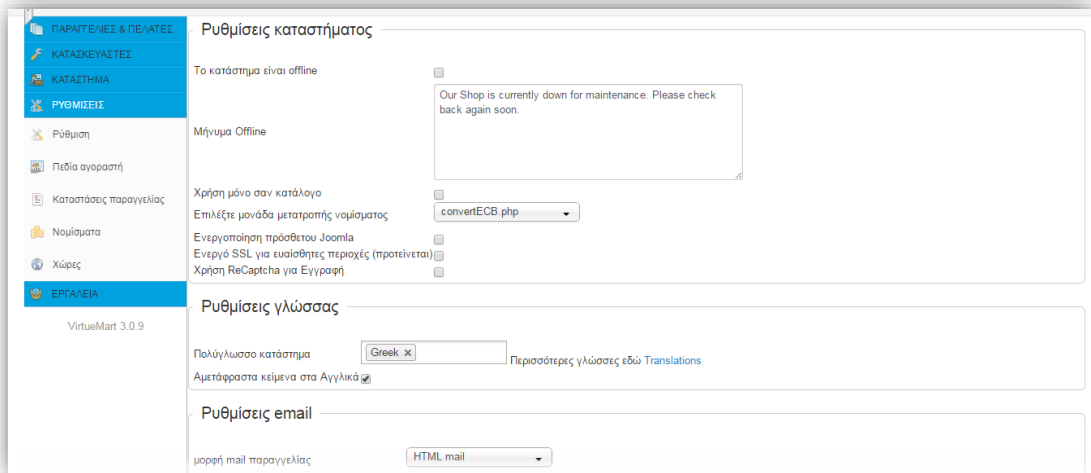 ΠΑΡΑΓΓΕΛΙΕΣ & ΠΕΛΑΤΕΣ
ΚΑΤΑΣΚΕΥΑΣΤΕΣ
ΚΑΤΑΣΤΗΜΑ
ΡΥΘΜΙΣΕΙΣ
Ρύθμιση
Πεδία αγοραστή
Καταστάσεις παραγγελίας
Νομίσματα
Χώρες
ΕΡΓΑΛΕΙΑ
VirtueMart 3.0.9
Ρυθμίσεις καταστήματος
Το κατάστημα είναι offline
Our Shop is currently down for maintenance. Please check
back again soon.
Μήνυμα Offline
Χρήση μόνο σαν κατάλογο
Επιλέξτε μονάδα μετατροπής νομίσματος convertECB.php
Ενεργοποίηση πρόσθετου Joomla
Ενεργό SSL για ευαίσθητες περιοχές (προτείνεται)
Χρήση ReCaptcha για Εγγραφή
Ρυθμίσεις γλώσσας
Πολύγλωσσο κατάστημα Greek x Περισσότερες γλώσσες εδώ Translations
Αμετάφραστα κείμενα στα Αγγλικά
Ρυθμίσεις email
μορφή mail παραγγελίας HTML mail